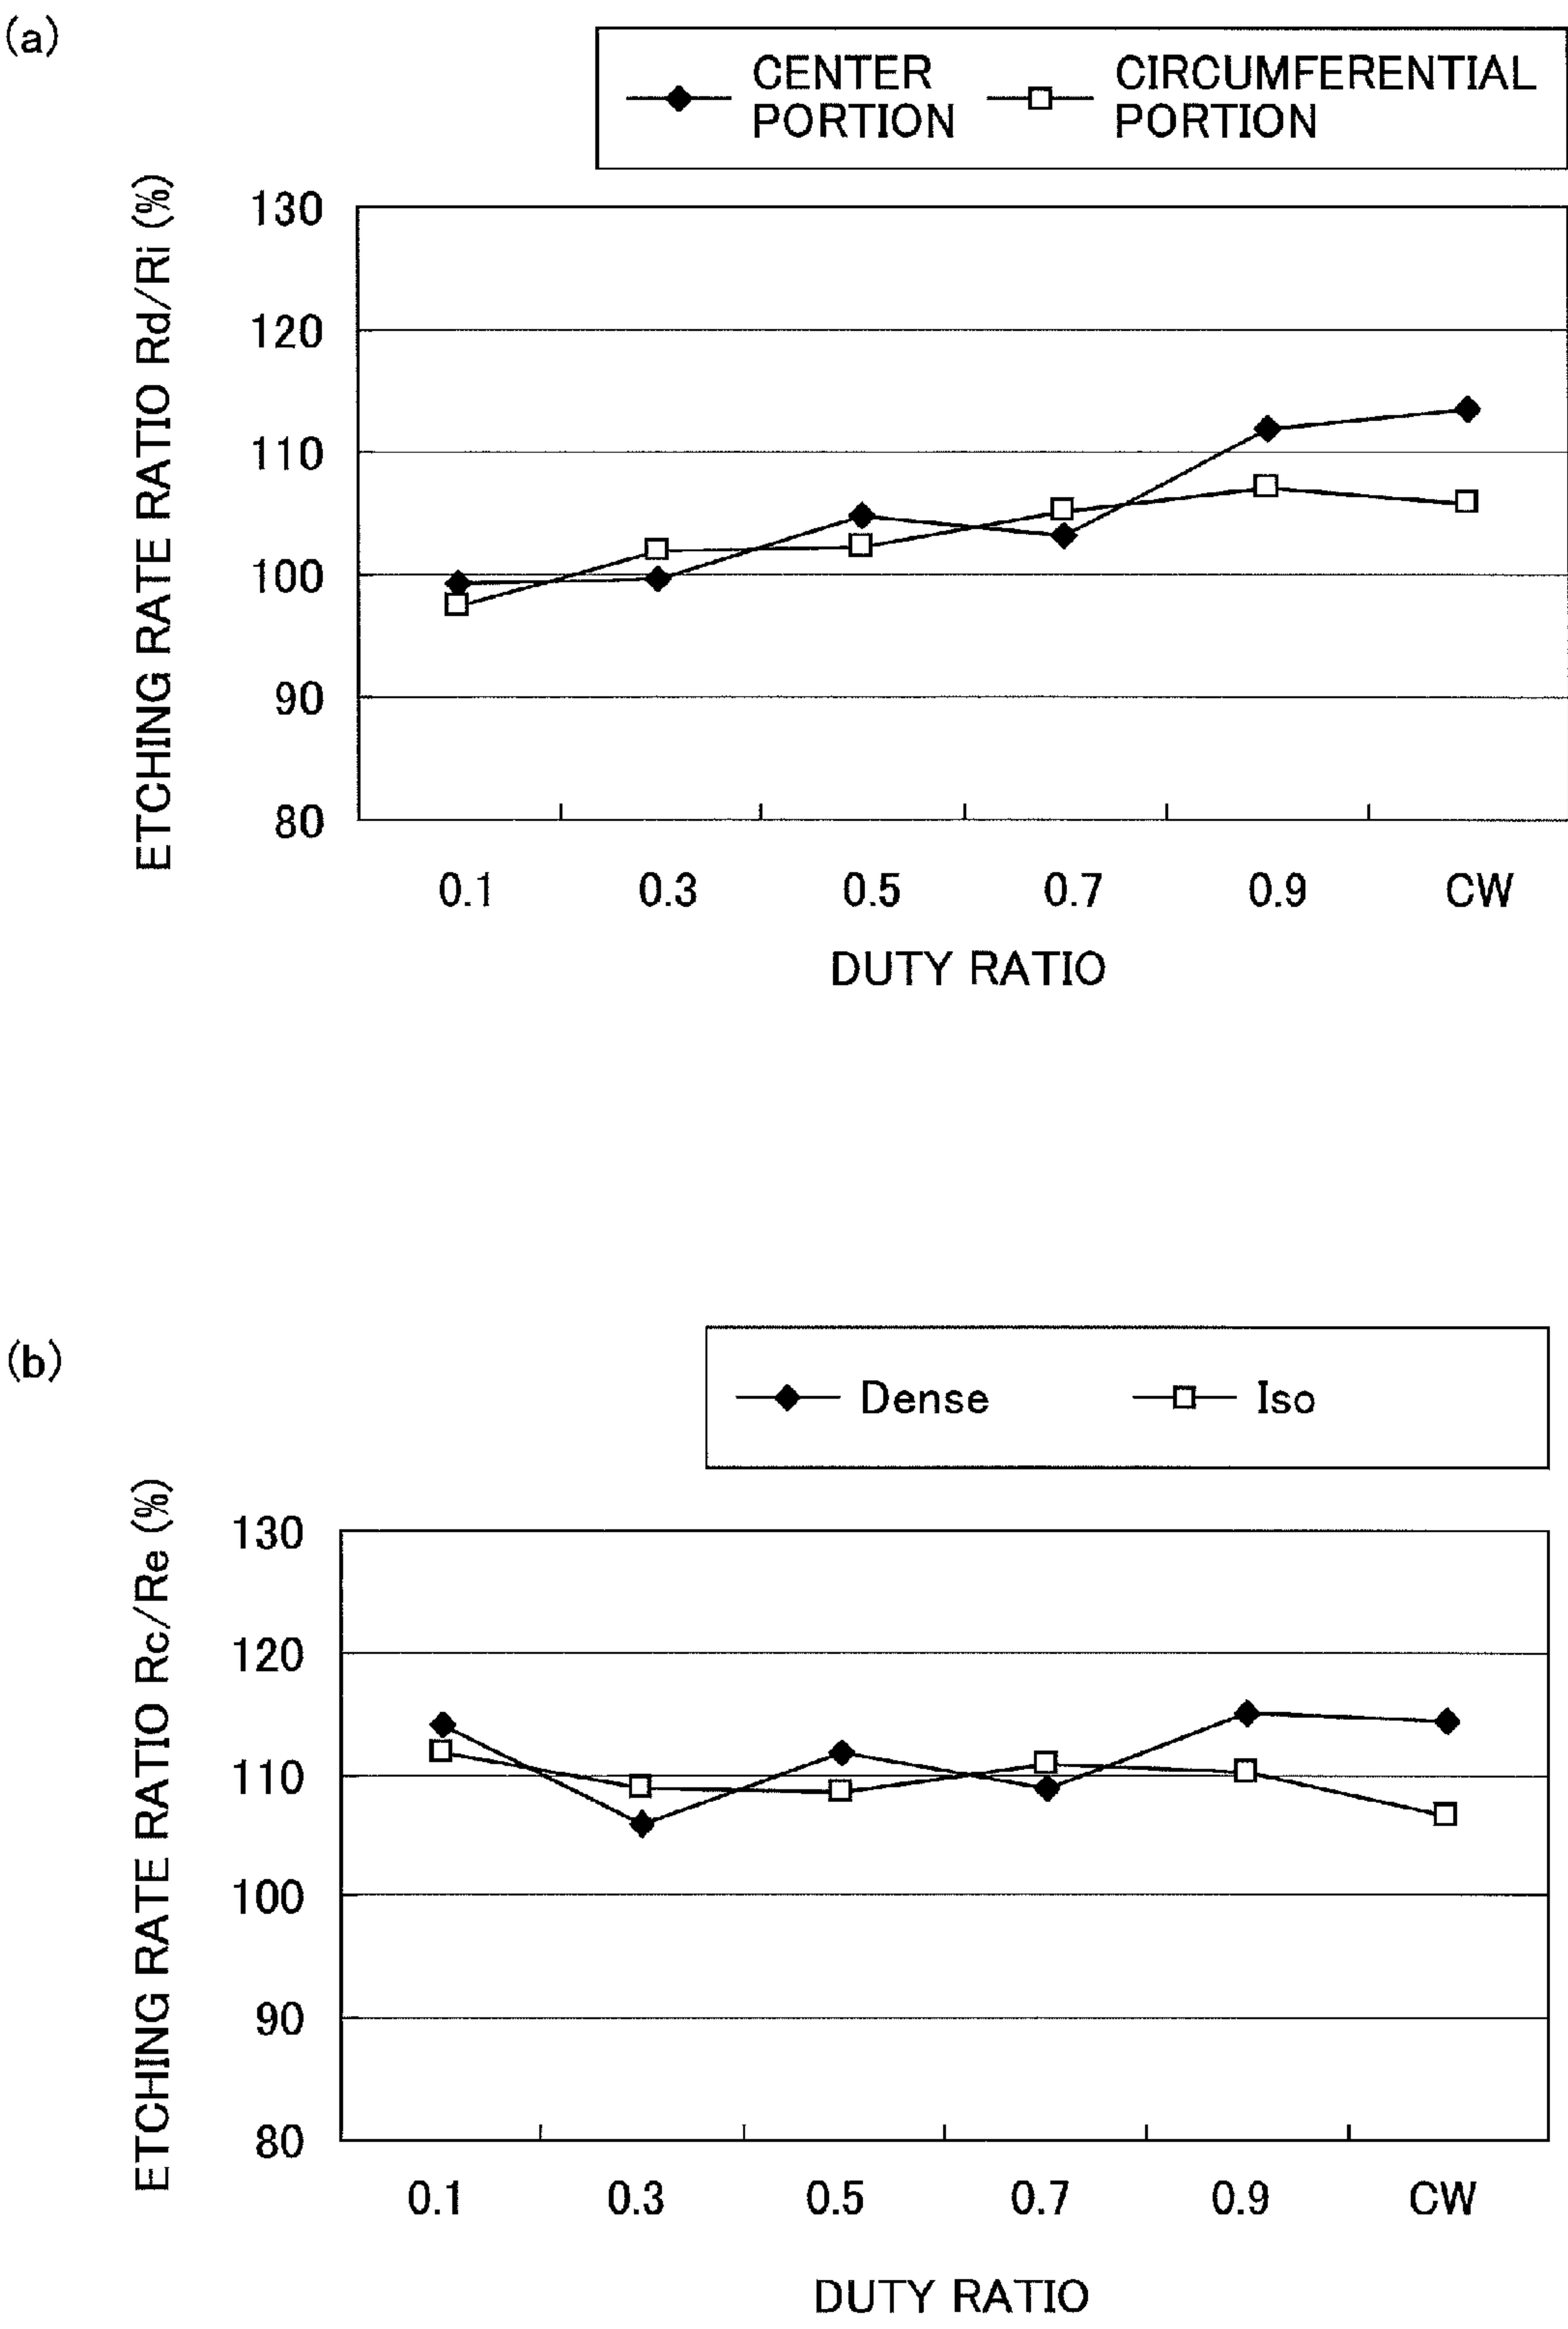 (a)
CENTER
PORTION
CIRCUMFERENTIAL
PORTION
ETCHING RATE RATIO Rd/Ri (%)
130
120
110
100
90
80
0.1 0.3 0.5 0.7 0.9 CW
DUTY RATIO
(b)
Dense Iso
ETCHING RATE RATIO Rc/Re (%)
130
120
110
100
90
80
0.1 0.3 0.5 0.7 0.9 CW
DUTY RATIO